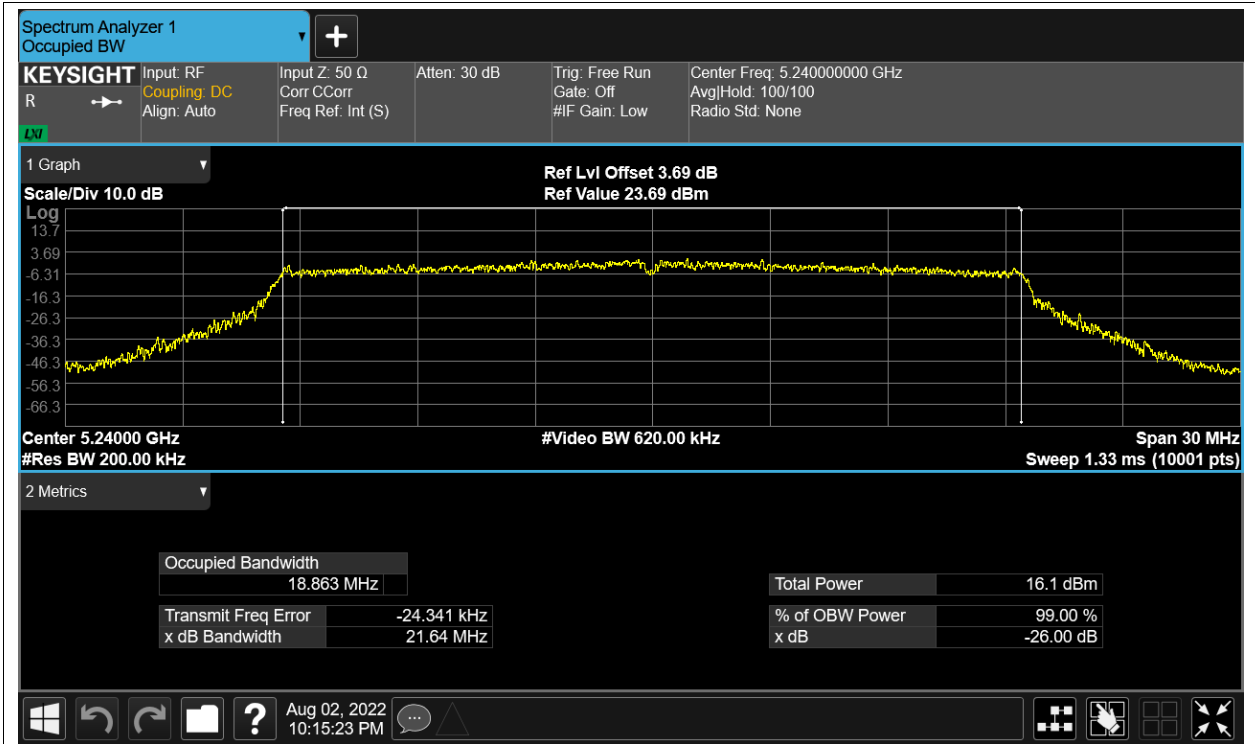 Spectrum Analyzer 1
Occupied BW
KEYSIGHT
R
LXI
Input: RF
Coupling: DC
Align: Auto
Input Z: 50 Ω
Corr CCorr
Freq Ref: Int (S)
Atten: 30 dB
Trig: Free Run
Gate: Off
#IF Gain: Low
Center Freq: 5.240000000 GHz
Avg|Hold: 100/100
Radio Std: None
1 Graph
Scale/Div 10.0 dB
Ref Lvl Offset 3.69 dB
Ref Value 23.69 dBm
Log
13.7
3.69
-6.31
-16.3
-26.3
-36.3
-46.3
-56.3
-66.3
Center 5.24000 GHz
#Video BW 620.00 kHz
Span 30 MHz
#Res BW 200.00 kHz
Sweep 1.33 ms (10001 pts)
2 Metrics
Occupied Bandwidth
18.863 MHz
Transmit Freq Error -24.341 kHz
x dB Bandwidth 21.64 MHz
Total Power 16.1 dBm
% of OBW Power 99.00 %
x dB -26.00 dB
Aug 02, 2022
10:15:23 PM